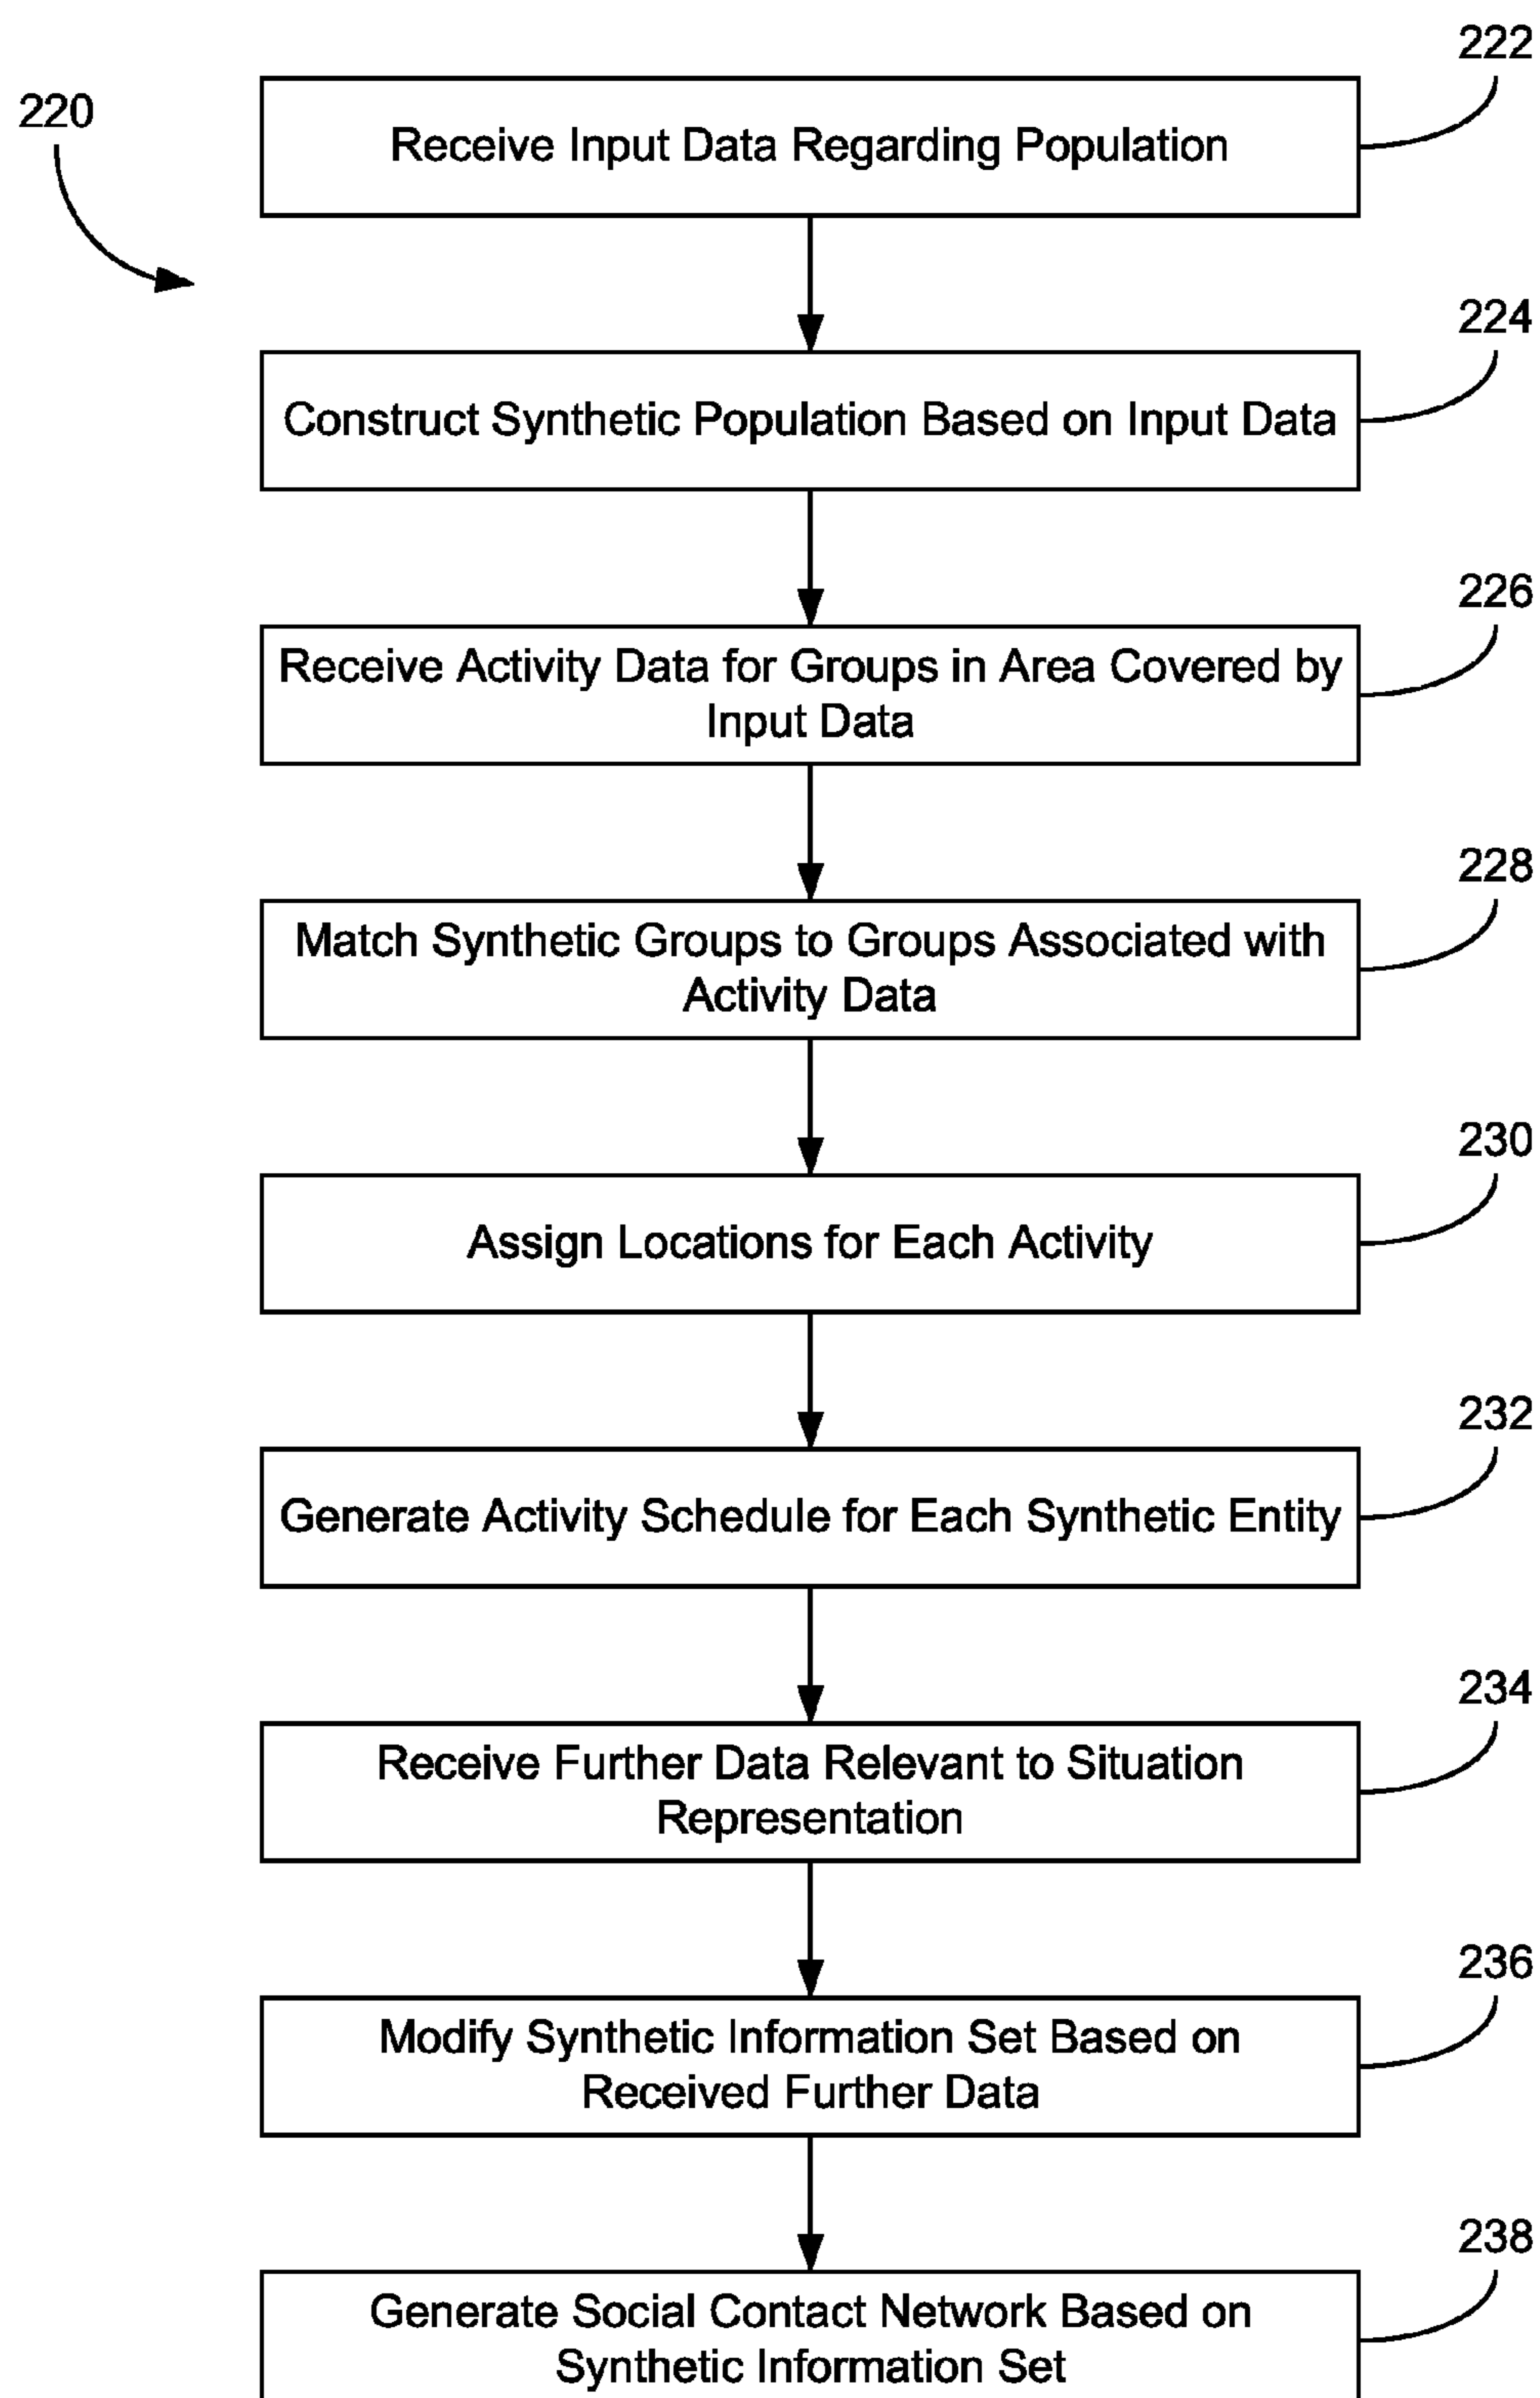 222
220
Receive Input Data Regarding Population
224
Construct Synthetic Population Based on Input Data
226
Receive Activity Data for Groups in Area Covered by
Input Data
228
Match Synthetic Groups to Groups Associated with
Activity Data
230
Assign Locations for Each Activity
232
Generate Activity Schedule for Each Synthetic Entity
234
Receive Further Data Relevant to Situation
Representation
236
Modify Synthetic Information Set Based on
Received Further Data
238
Generate Social Contact Network Based on
Synthetic Information Set